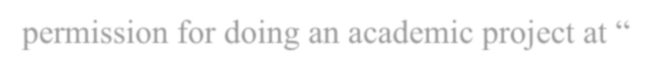 permission for doing an academic project at “